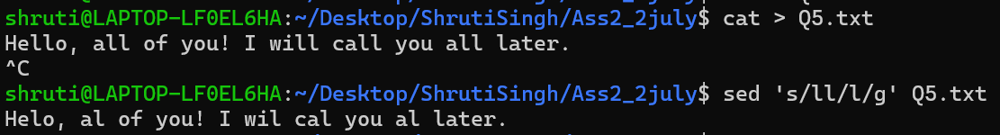 shruti@LAPTOP-LF0EL6HA:~/Desktop/ShrutiSingh/Ass2_2july$ cat > Q5.txt
Hello, all of you! I will call you all later.
^C
shruti@LAPTOP-LF0EL6HA:~/Desktop/ShrutiSingh/Ass2_2july$ sed 's/ll/l/g' Q5.txt
Helo, al of you! I wil cal you al later.